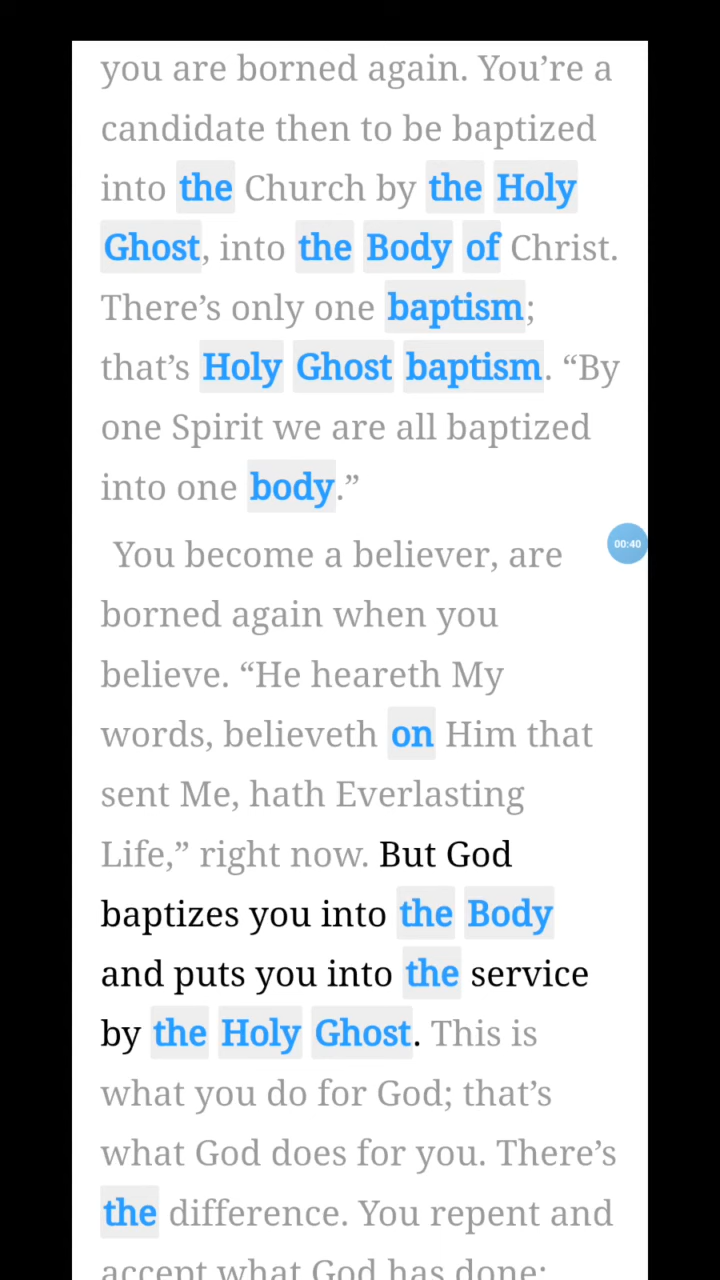 you are borned again. You’re a
candidate then to be baptized
into the Church by the Holy
Ghost, into the Body of Christ.
There’s only one baptism;
that’s Holy Ghost baptism. “By
one Spirit we are all baptized
into one body.”
You become a believer, are
00:40
borned again when you
believe. “He heareth My
words, believeth on Him that
sent Me, hath Everlasting
Life,” right now. But God
baptizes you into the Body
and puts you into the service
by the Holy Ghost. This is
what you do for God; that’s
what God does for you. There’s
the difference. You repent and
accept what God has done;